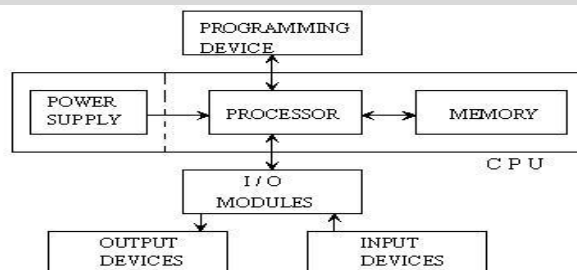 PROGRAMMING
DEVICE
POWER
SUPPLY
PROCESSOR
MEMORY
C P U
I / O
MODULES
OUTPUT
DEVICES
INPUT
DEVICES